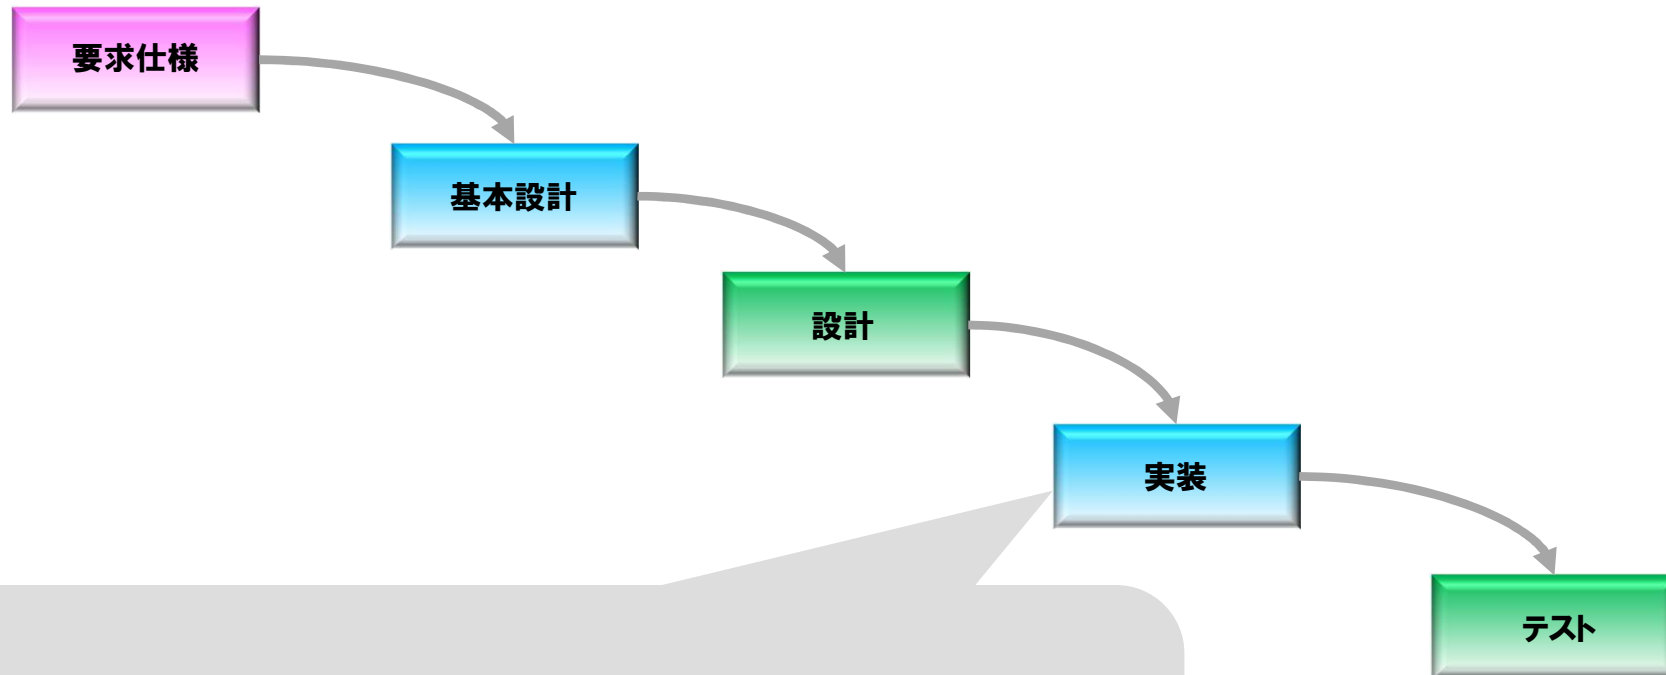 要求仕様
基本設計
設計
実装
テスト